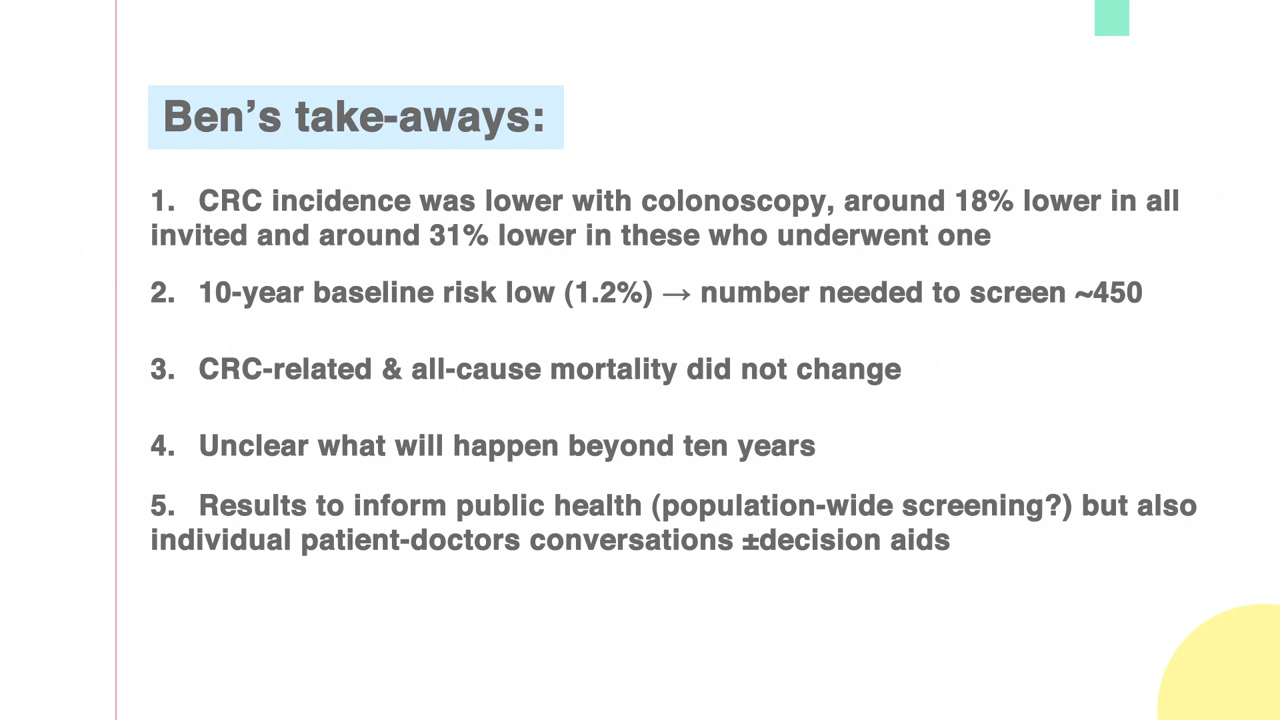 Ben’s take-aways:
1. CRC incidence was lower with colonoscopy, around 18% lower in all
invited and around 31% lower in these who underwent one
2. 10-year baseline risk low (1.2%) → number needed to screen ~450
3. CRC-related & all-cause mortality did not change
4. Unclear what will happen beyond ten years
5. Results to inform public health (population-wide screening?) but also
individual patient-doctors conversations ±decision aids